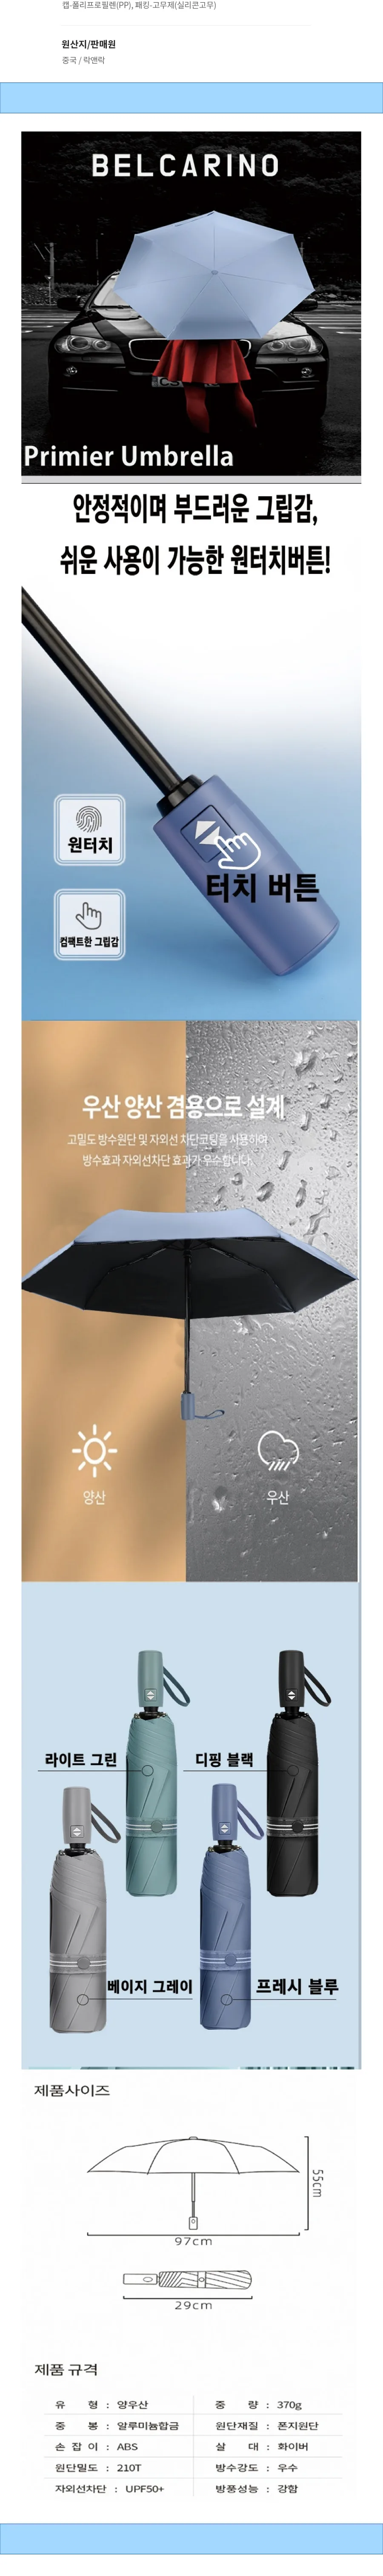 캡-폴리프로필렌(PP), 패킹-고무제(실리콘고무)
원산지/판매원
중국 / 락앤락
BELCARINO
Primier Umbrella
안정적이며 부드러운 그립감,
쉬운 사용이 가능한 원터치버튼!
원터치
터치 버튼
컴팩트한 그립감
우산 양산 겸용으로 설계
고밀도 방수원단 및 자외선 차단코팅을 사용하여
방수효과 자외선차단 효과가 우수합니다.
양산
우산
라이트 그린
디핑 블랙
베이지 그레이
프레시 블루
제품사이즈
55cm
97cm
29cm
제품 규격
유 형 : 양우산
중 량 : 370g
중 봉 : 알루미늄합금
원단재질 : 폰지원단
손 잡 이 : ABS
살 대 : 화이버
원단밀도 : 210T
방수강도 : 우수
자외선차단 : UPF50+
방풍성능 : 강함